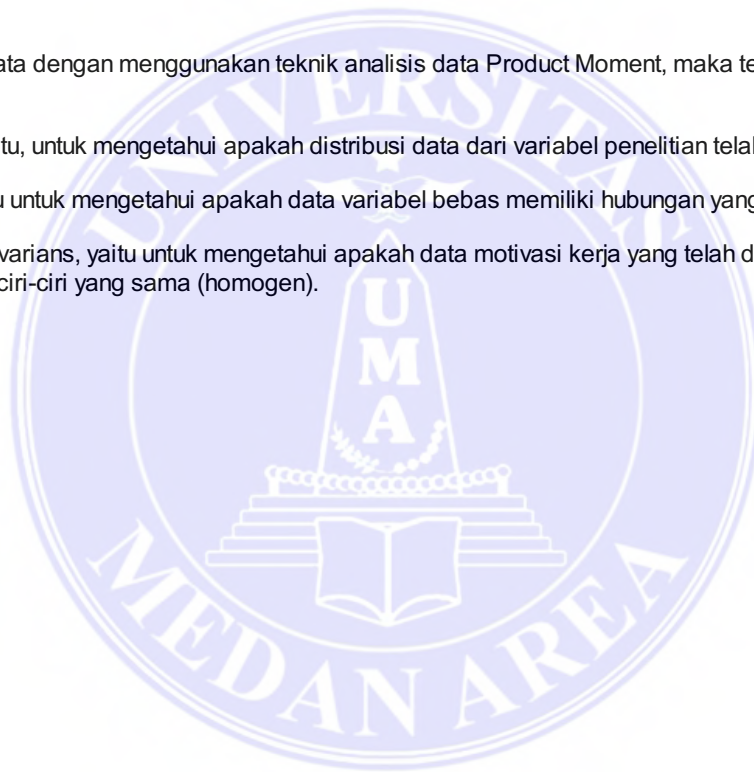 ata dengan menggunakan teknik analisis data Product Moment, maka te
tu, untuk mengetahui apakah distribusi data dari variabel penelitian telah
u untuk mengetahui apakah data variabel bebas memiliki hubungan yang
varians, yaitu untuk mengetahui apakah data motivasi kerja yang telah d
ciri-ciri yang sama (homogen).
UNIVERSITAS
U
M
A
MEDAN AREA